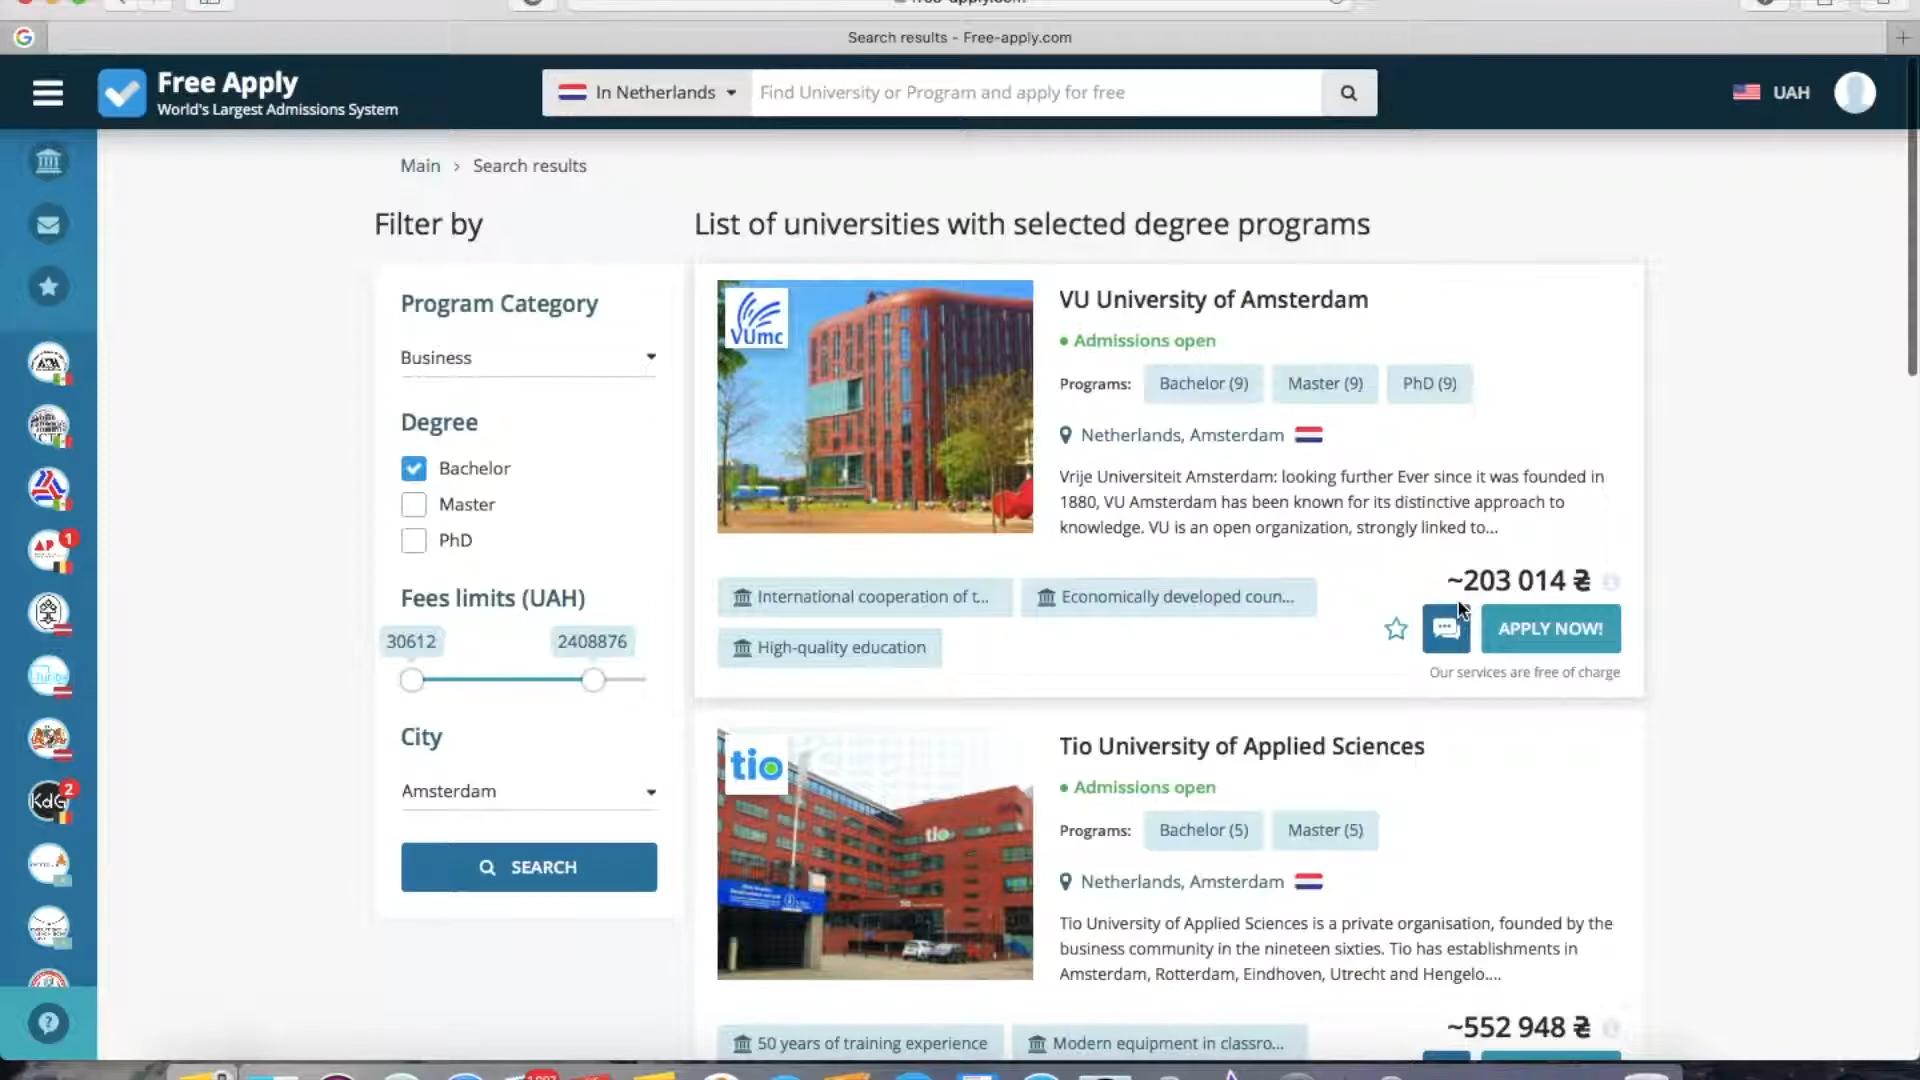 Search results – Free-apply.com
Free Apply
World's Largest Admissions System
In Netherlands
Find University or Program and apply for free
UAH
Main > Search results
Filter by
List of universities with selected degree programs
Program Category
Business
Degree
Bachelor
Master
PhD
Fees limits (UAH)
30612
2408876
City
Amsterdam
SEARCH
VUmc
VU University of Amsterdam
• Admissions open
Programs: Bachelor (9) Master (9) PhD (9)
Netherlands, Amsterdam
Vrije Universiteit Amsterdam: looking further Ever since it was founded in
1880, VU Amsterdam has been known for its distinctive approach to
knowledge. VU is an open organization, strongly linked to...
~203 014 ₴
International cooperation of t...
Economically developed coun...
High-quality education
APPLY NOW!
Our services are free of charge
tio
tio
Tio University of Applied Sciences
• Admissions open
Programs: Bachelor (5) Master (5)
Netherlands, Amsterdam
Tio University of Applied Sciences is a private organisation, founded by the
business community in the nineteen sixties. Tio has establishments in
Amsterdam, Rotterdam, Eindhoven, Utrecht and Hengelo....
~552 948 ₴
50 years of training experience
Modern equipment in classro...
AP
1
KdG
2